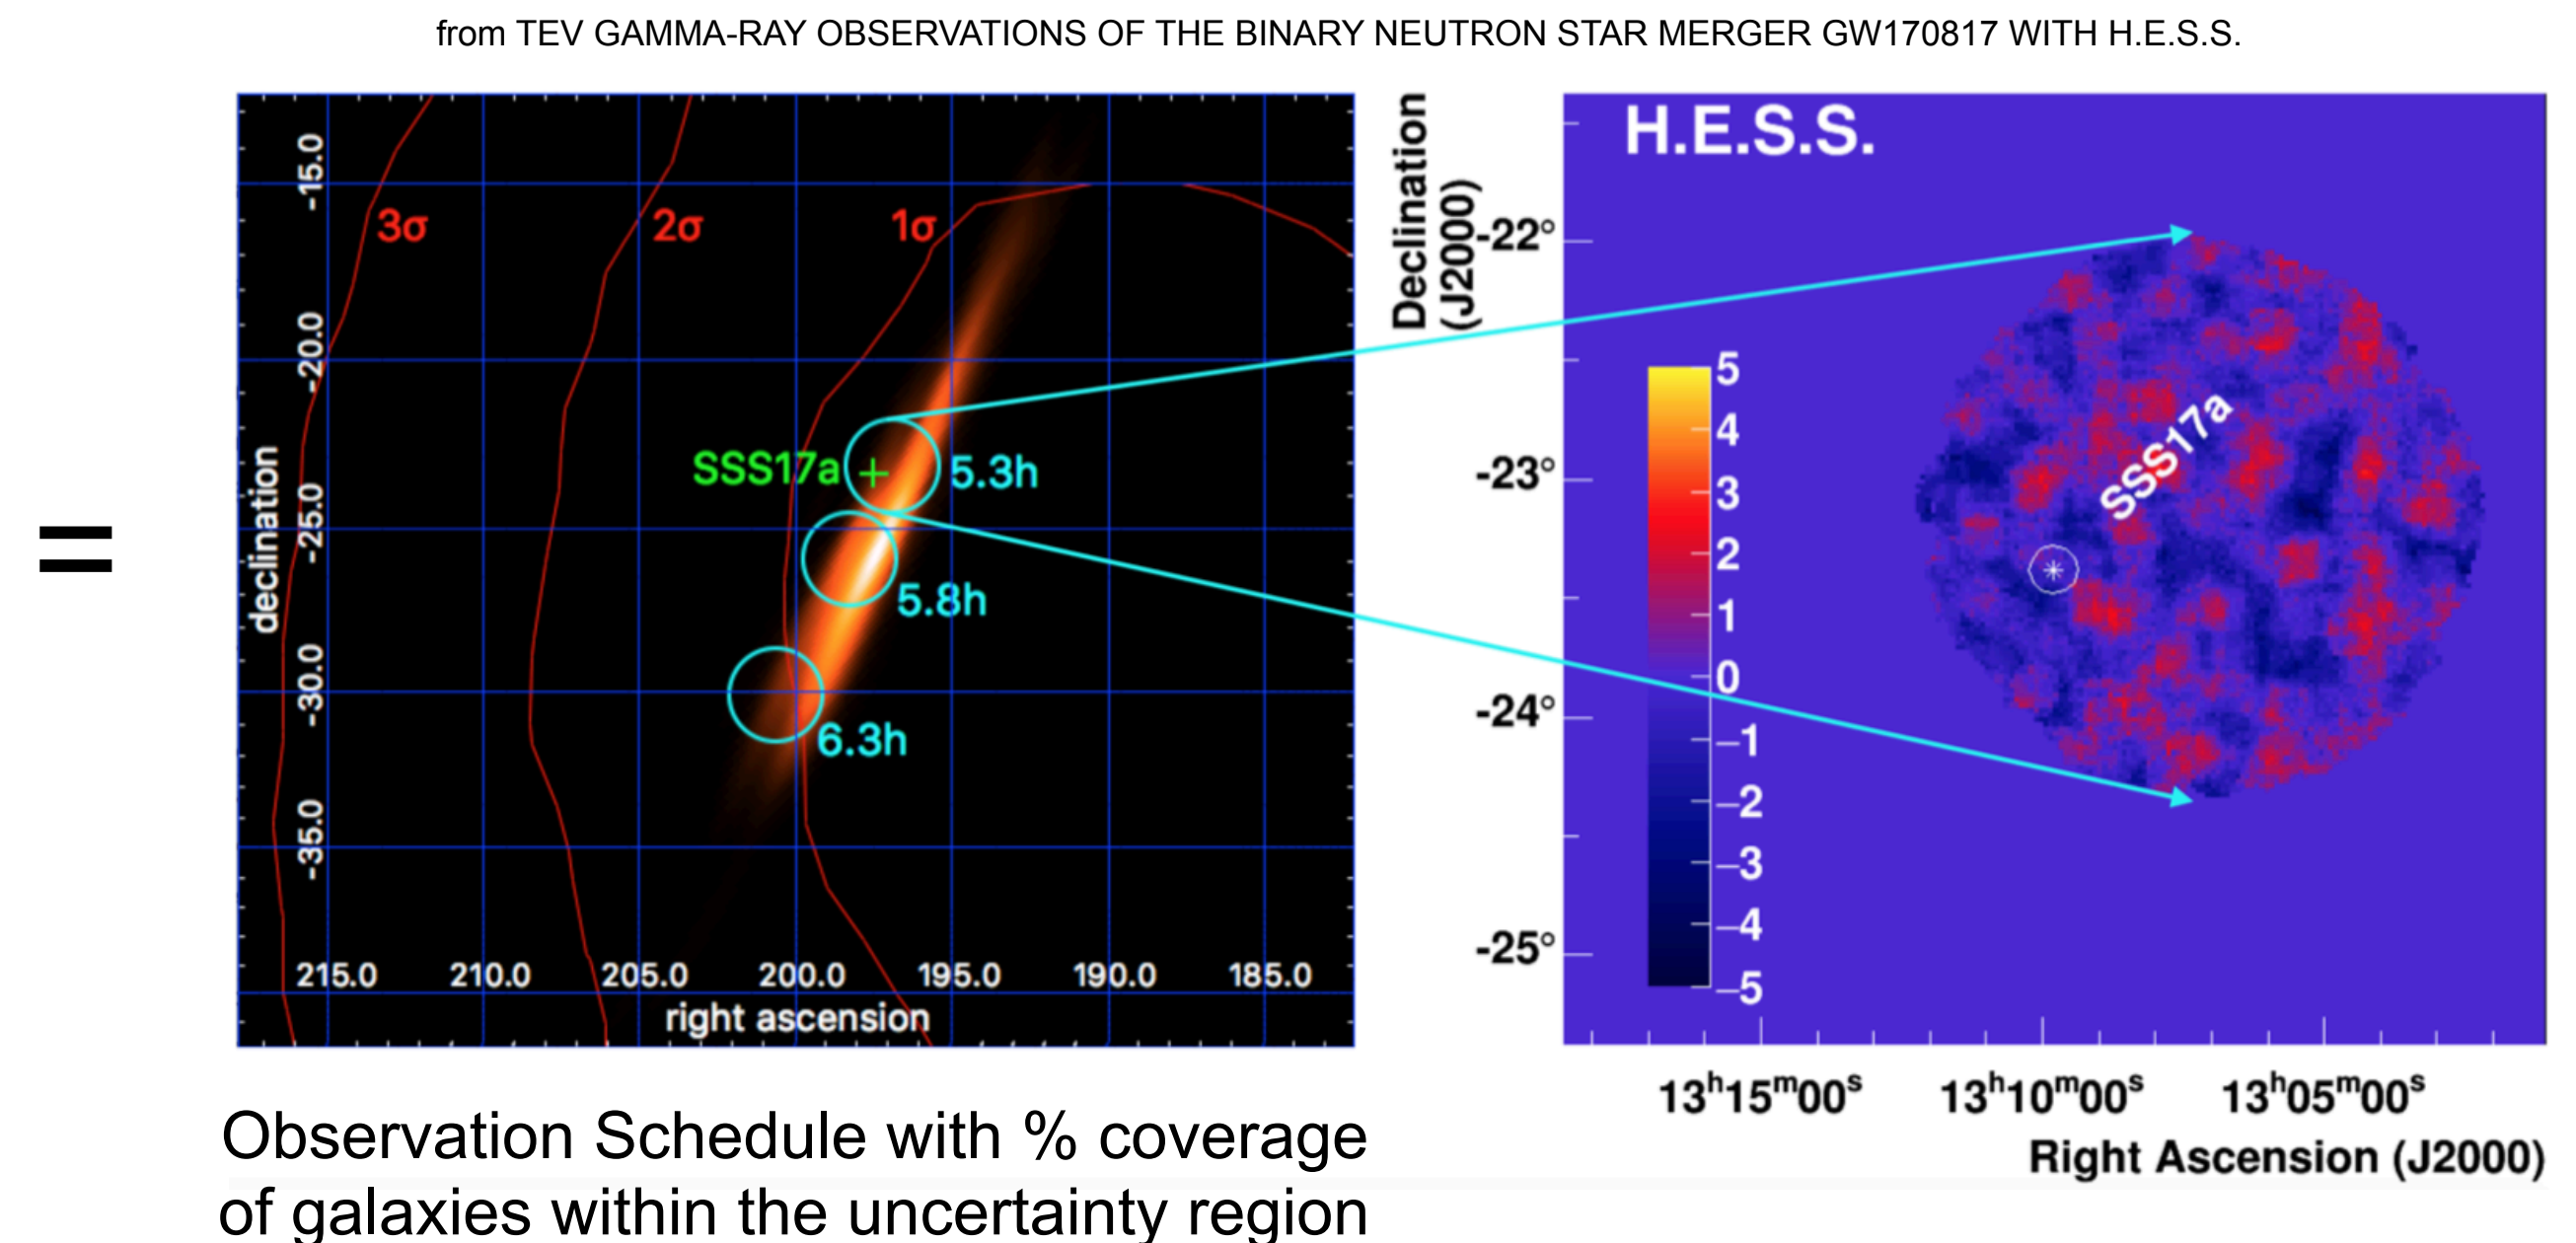 from TEV GAMMA-RAY OBSERVATIONS OF THE BINARY NEUTRON STAR MERGER GW170817 WITH H.E.S.S.
=
declination
-15.0
-20.0
-25.0
-30.0
-35.0
3σ
2σ
1σ
SSS17a
5.3h
5.8h
6.3h
215.0 210.0 205.0 200.0 195.0 190.0 185.0
right ascension
Declination
(J2000)
-22°
-23°
-24°
-25°
H.E.S.S.
5
4
3
2
1
0
−1
−2
−3
−4
−5
SSS17a
13ʰ15ᵐ00ˢ 13ʰ10ᵐ00ˢ 13ʰ05ᵐ00ˢ
Right Ascension (J2000)
Observation Schedule with % coverage
of galaxies within the uncertainty region